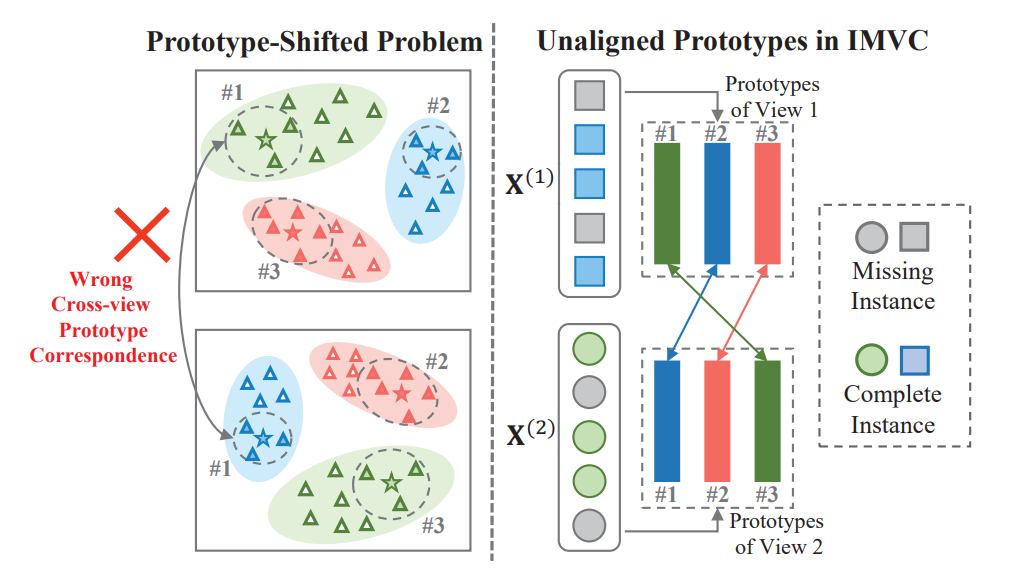 Prototype-Shifted Problem
#1
#2
#3
Wrong
Cross-view
Prototype
Correspondence
#2
#1
#3
Unaligned Prototypes in IMVC
Prototypes
of View 1
#1 #2 #3
X(1)
X(2)
#1 #2 #3
Prototypes
of View 2
Missing
Instance
Complete
Instance